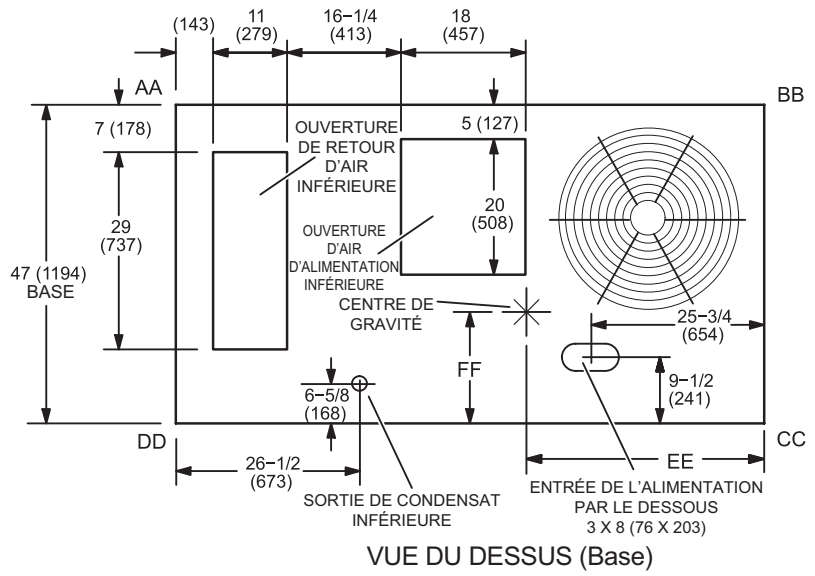 (143)
11
(279)
16–1/4
(413)
18
(457)
AA
BB
7 (178)
5 (127)
OUVERTURE
DE RETOUR
D'AIR
INFÉRIEURE
29
(737)
20
(508)
OUVERTURE
D'AIR
D'ALIMENTATION
INFÉRIEURE
47 (1194)
BASE
CENTRE DE
GRAVITÉ
25–3/4
(654)
FF
6–5/8
(168)
9–1/2
(241)
DD
CC
26–1/2
(673)
EE
SORTIE DE CONDENSAT
INFÉRIEURE
ENTRÉE DE L'ALIMENTATION
PAR LE DESSOUS
3 X 8 (76 X 203)
VUE DU DESSUS (Base)